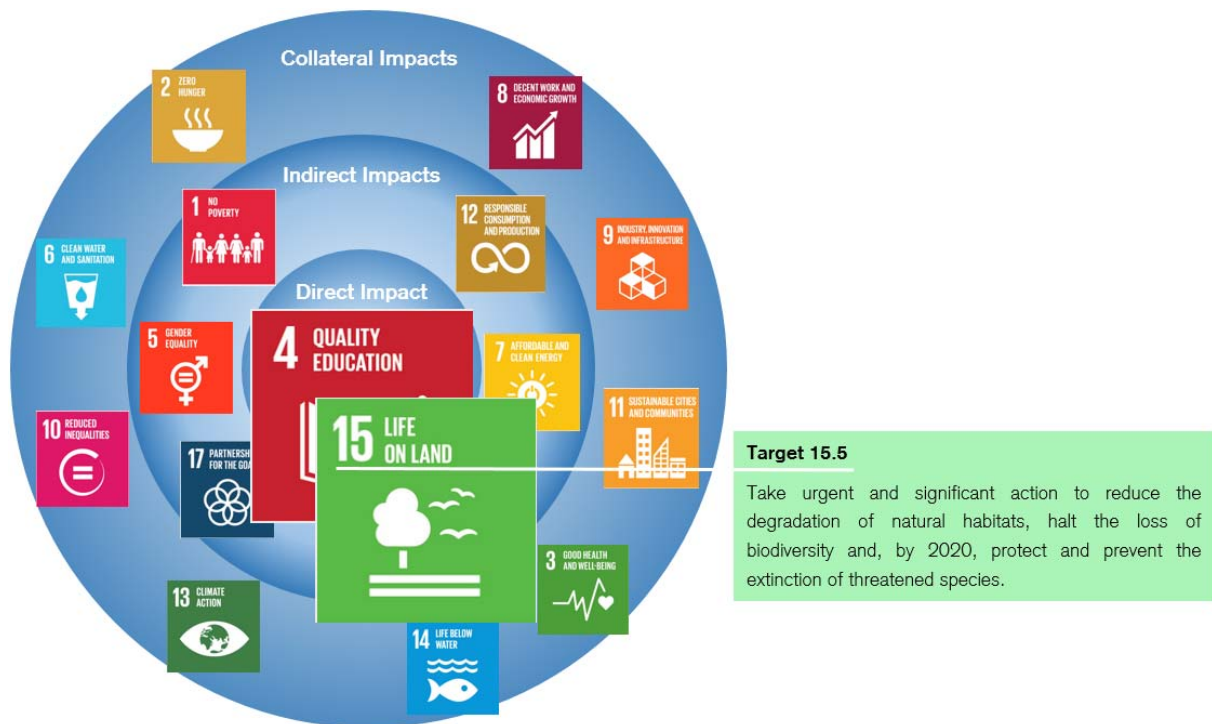 Collateral Impacts
2 ZERO
HUNGER
8 DECENT WORK AND
ECONOMIC GROWTH
Indirect Impacts
1 NO
POVERTY
12 RESPONSIBLE
CONSUMPTION
AND PRODUCTION
9 INDUSTRY, INNOVATION
AND INFRASTRUCTURE
6 CLEAN WATER
AND SANITATION
Direct Impact
5 GENDER
EQUALITY
4 QUALITY
EDUCATION
7 AFFORDABLE AND
CLEAN ENERGY
10 REDUCED
INEQUALITIES
15 LIFE
ON LAND
11 SUSTAINABLE CITIES
AND COMMUNITIES
17
FOR THE
Target 15.5
Take urgent and significant action to reduce the
degradation of natural habitats, halt the loss of
biodiversity and, by 2020, protect and prevent the
extinction of threatened species.
3 GOOD HEALTH
AND WELL-BEING
13 CLIMATE
ACTION
14 LIFE BELOW
WATER